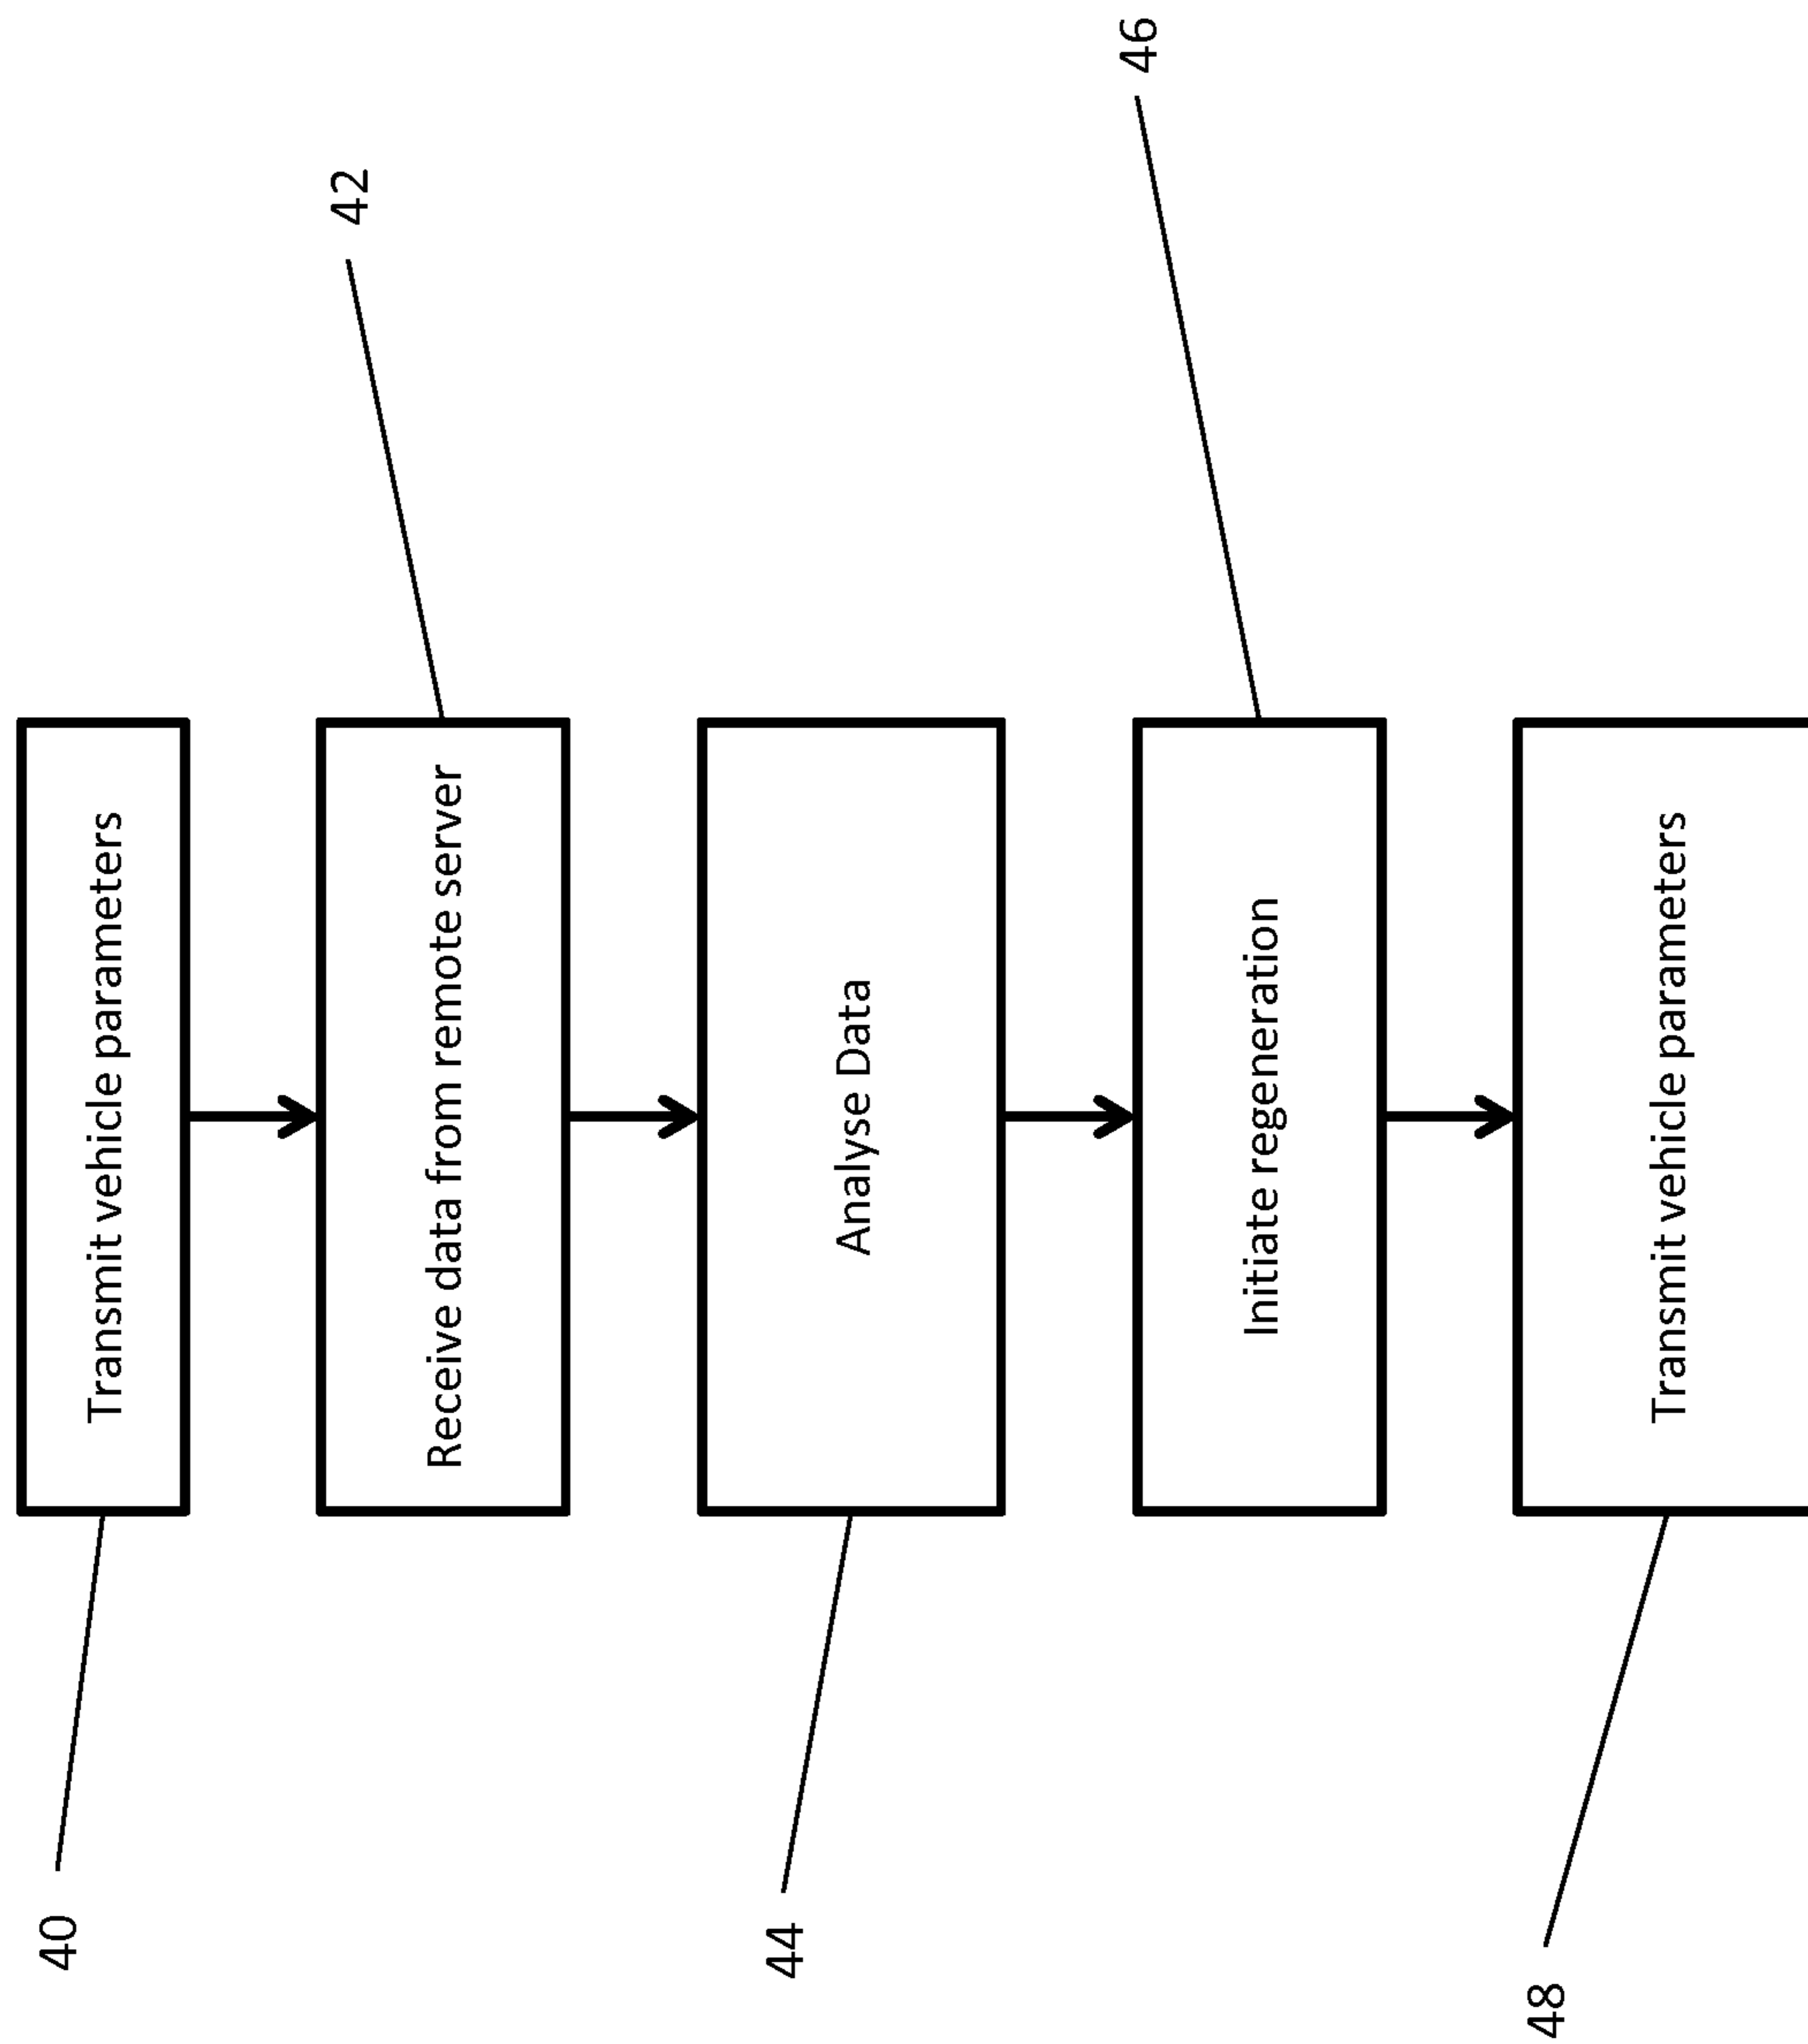 40
Transmit vehicle parameters
42
Receive data from remote server
44
Analyse Data
46
Initiate regeneration
48
Transmit vehicle parameters